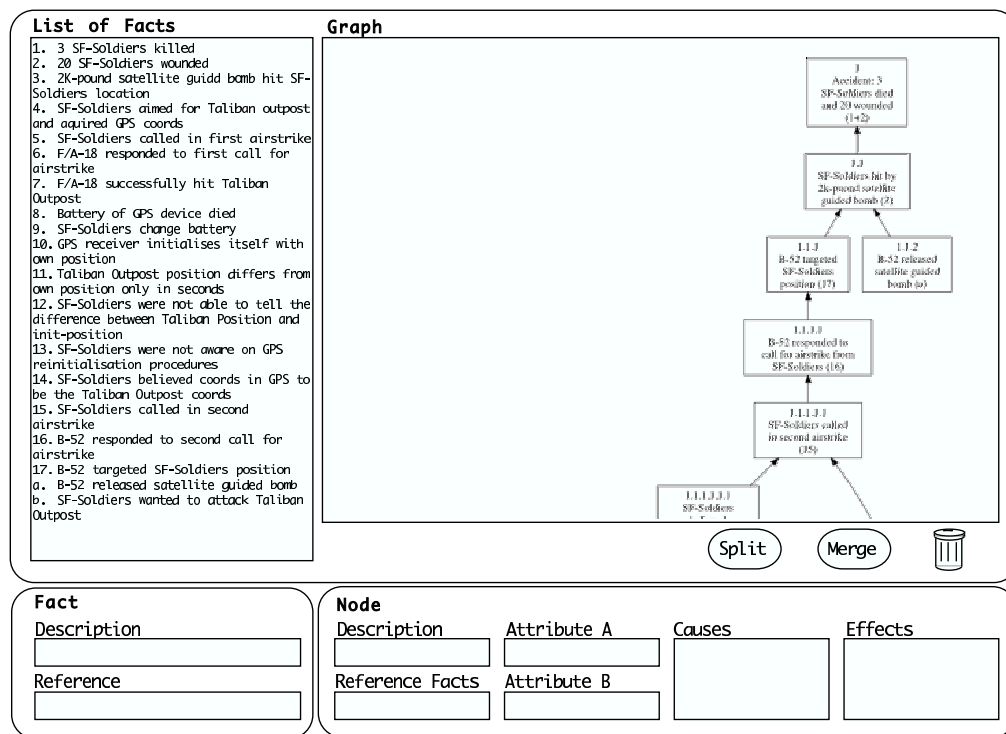 List of Facts
1. 3 SF-Soldiers killed
2. 20 SF-Soldiers wounded
3. 2K-pound satellite guidd bomb hit SF-
Soldiers location
4. SF-Soldiers aimed for Taliban outpost
and aquired GPS coords
5. SF-Soldiers called in first airstrike
6. F/A-18 responded to first call for
airstrike
7. F/A-18 successfully hit Taliban
Outpost
8. Battery of GPS device died
9. SF-Soldiers change battery
10. GPS receiver initialises itself with
own position
11. Taliban Outpost position differs from
own position only in seconds
12. SF-Soldiers were not able to tell the
difference between Taliban Position and
init-position
13. SF-Soldiers were not aware on GPS
reinitialisation procedures
14. SF-Soldiers believed coords in GPS to
be the Taliban Outpost coords
15. SF-Soldiers called in second
airstrike
16. B-52 responded to second call for
airstrike
17. B-52 targeted SF-Soldiers position
a. B-52 released satellite guided bomb
b. SF-Soldiers wanted to attack Taliban
Outpost
Graph
1
Accident: 3
SF-Soldiers died
and 20 wounded
(1+2)
1.1
SF-Soldiers hit by
2k-pound satellite
guided bomb (3)
1.1.1
B-52 targeted
SF-Soldiers
position (17)
1.1.2
B-52 released
satellite guided
bomb (a)
1.1.1.1
B-52 responded to
call for airstrike from
SF-Soldiers (16)
1.1.1.1.1
SF-Soldiers called
in second airstrike
(15)
1.1.1.1.1.1
SF-Soldiers
Split
Merge
Fact
Description
Reference
Node
Description
Attribute A
Causes
Effects
Reference Facts
Attribute B